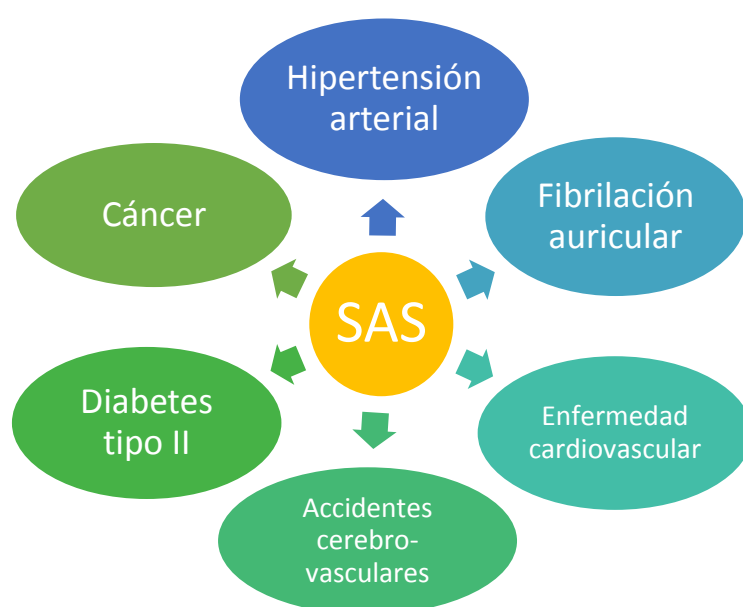 Hipertensión
arterial
Fibrilación
auricular
Cáncer
SAS
Diabetes
tipo II
Enfermedad
cardiovascular
Accidentes
cerebro-
vasculares